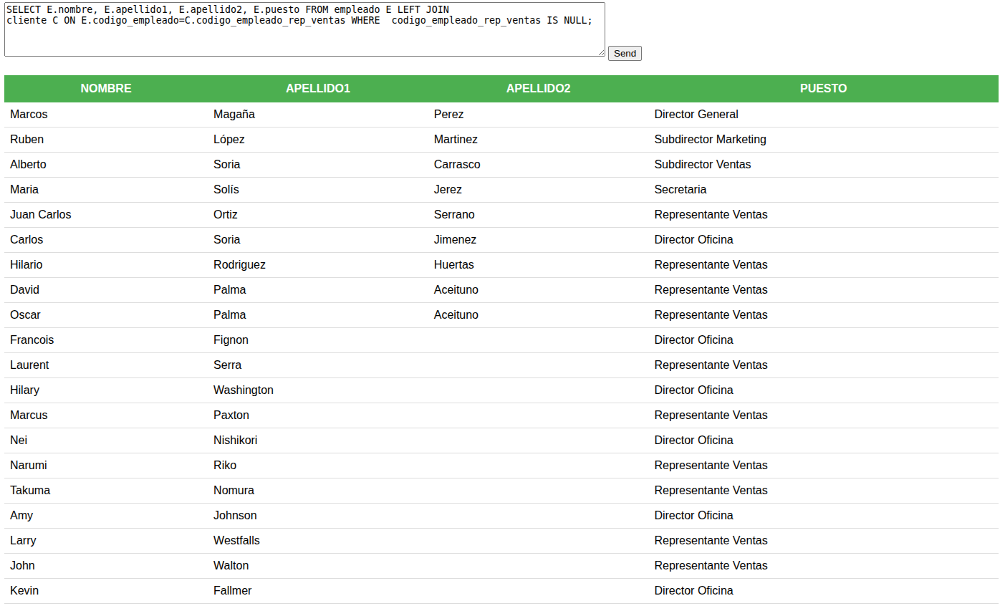 SELECT E.nombre, E.apellido1, E.apellido2, E.puesto FROM empleado E LEFT JOIN
cliente C ON E.codigo_empleado=C.codigo_empleado_rep_ventas WHERE  codigo_empleado_rep_ventas IS NULL;
Send
NOMBRE APELLIDO1 APELLIDO2 PUESTO
Marcos Magaña Perez Director General
Ruben López Martinez Subdirector Marketing
Alberto Soria Carrasco Subdirector Ventas
Maria Solís Jerez Secretaria
Juan Carlos Ortiz Serrano Representante Ventas
Carlos Soria Jimenez Director Oficina
Hilario Rodriguez Huertas Representante Ventas
David Palma Aceituno Representante Ventas
Oscar Palma Aceituno Representante Ventas
Francois Fignon Director Oficina
Laurent Serra Representante Ventas
Hilary Washington Director Oficina
Marcus Paxton Representante Ventas
Nei Nishikori Director Oficina
Narumi Riko Representante Ventas
Takuma Nomura Representante Ventas
Amy Johnson Director Oficina
Larry Westfalls Representante Ventas
John Walton Representante Ventas
Kevin Fallmer Director Oficina